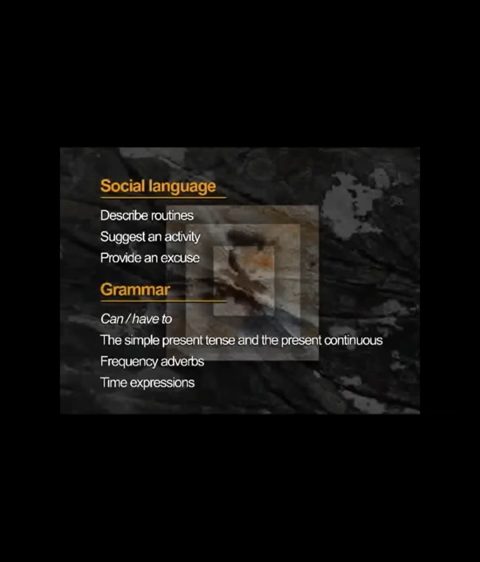 Social language
Describe routines
Suggest an activity
Provide an excuse
Grammar
Can / have to
The simple present tense and the present continuous
Frequency adverbs
Time expressions